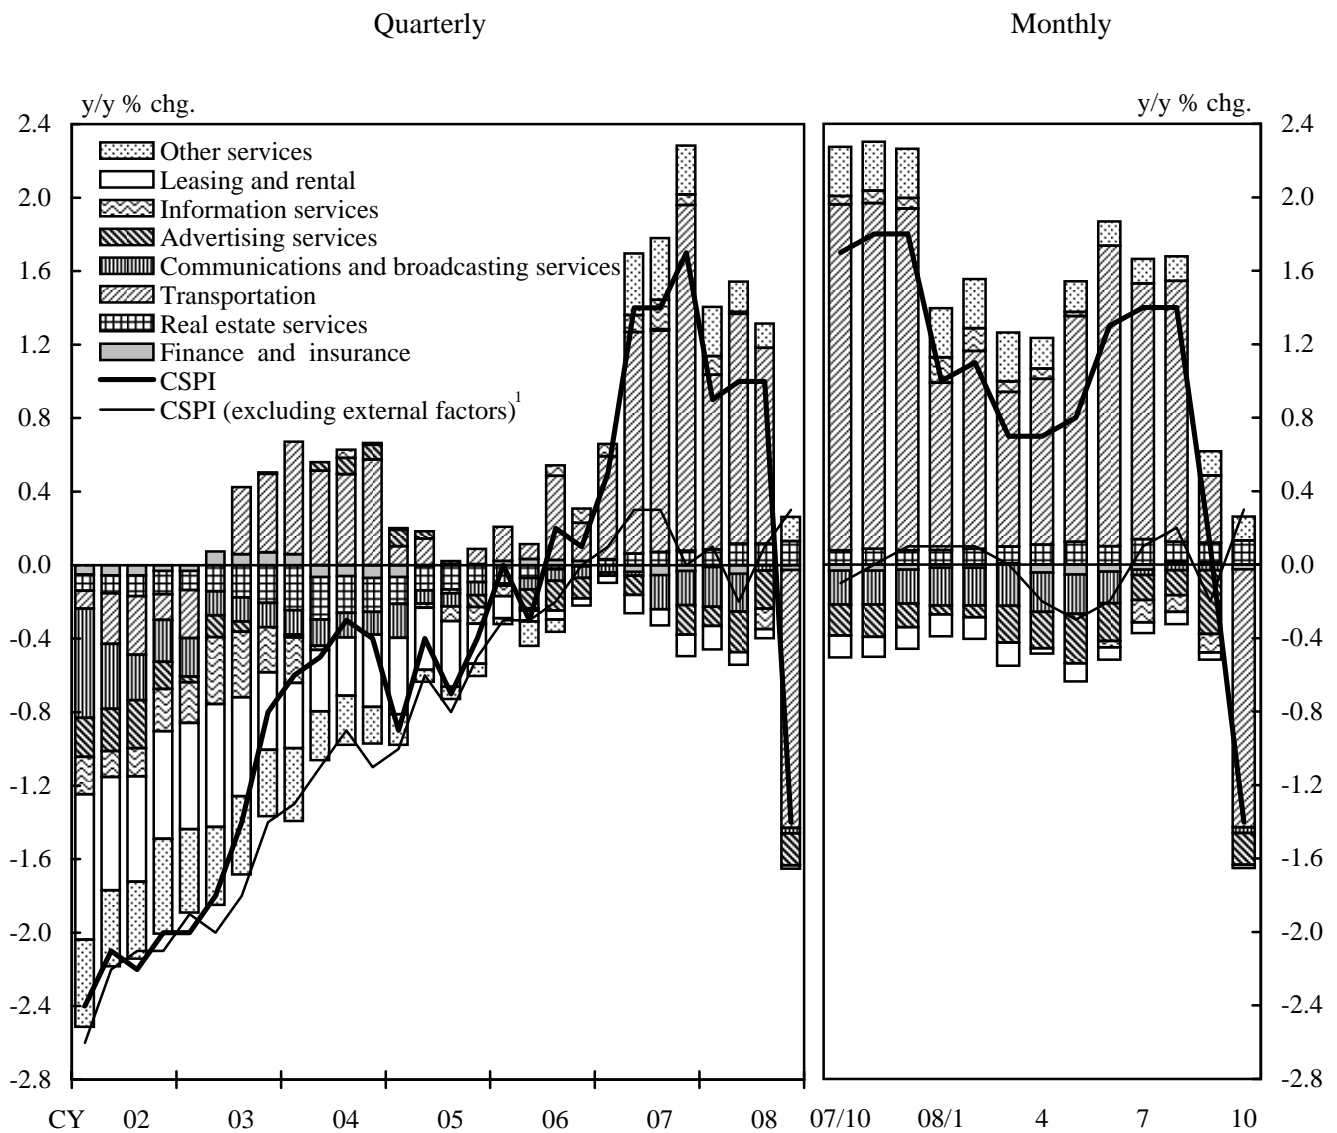 Quarterly
Monthly
y/y % chg.
y/y % chg.
2.4
2.0
1.6
1.2
0.8
0.4
0.0
-0.4
-0.8
-1.2
-1.6
-2.0
-2.4
-2.8
Other services
Leasing and rental
Information services
Advertising services
Communications and broadcasting services
Transportation
Real estate services
Finance and insurance
CSPI
CSPI (excluding external factors)1
2.4
2.0
1.6
1.2
0.8
0.4
0.0
-0.4
-0.8
-1.2
-1.6
-2.0
-2.4
-2.8
CY 02 03 04 05 06 07 08
07/10 08/1 4 7 10